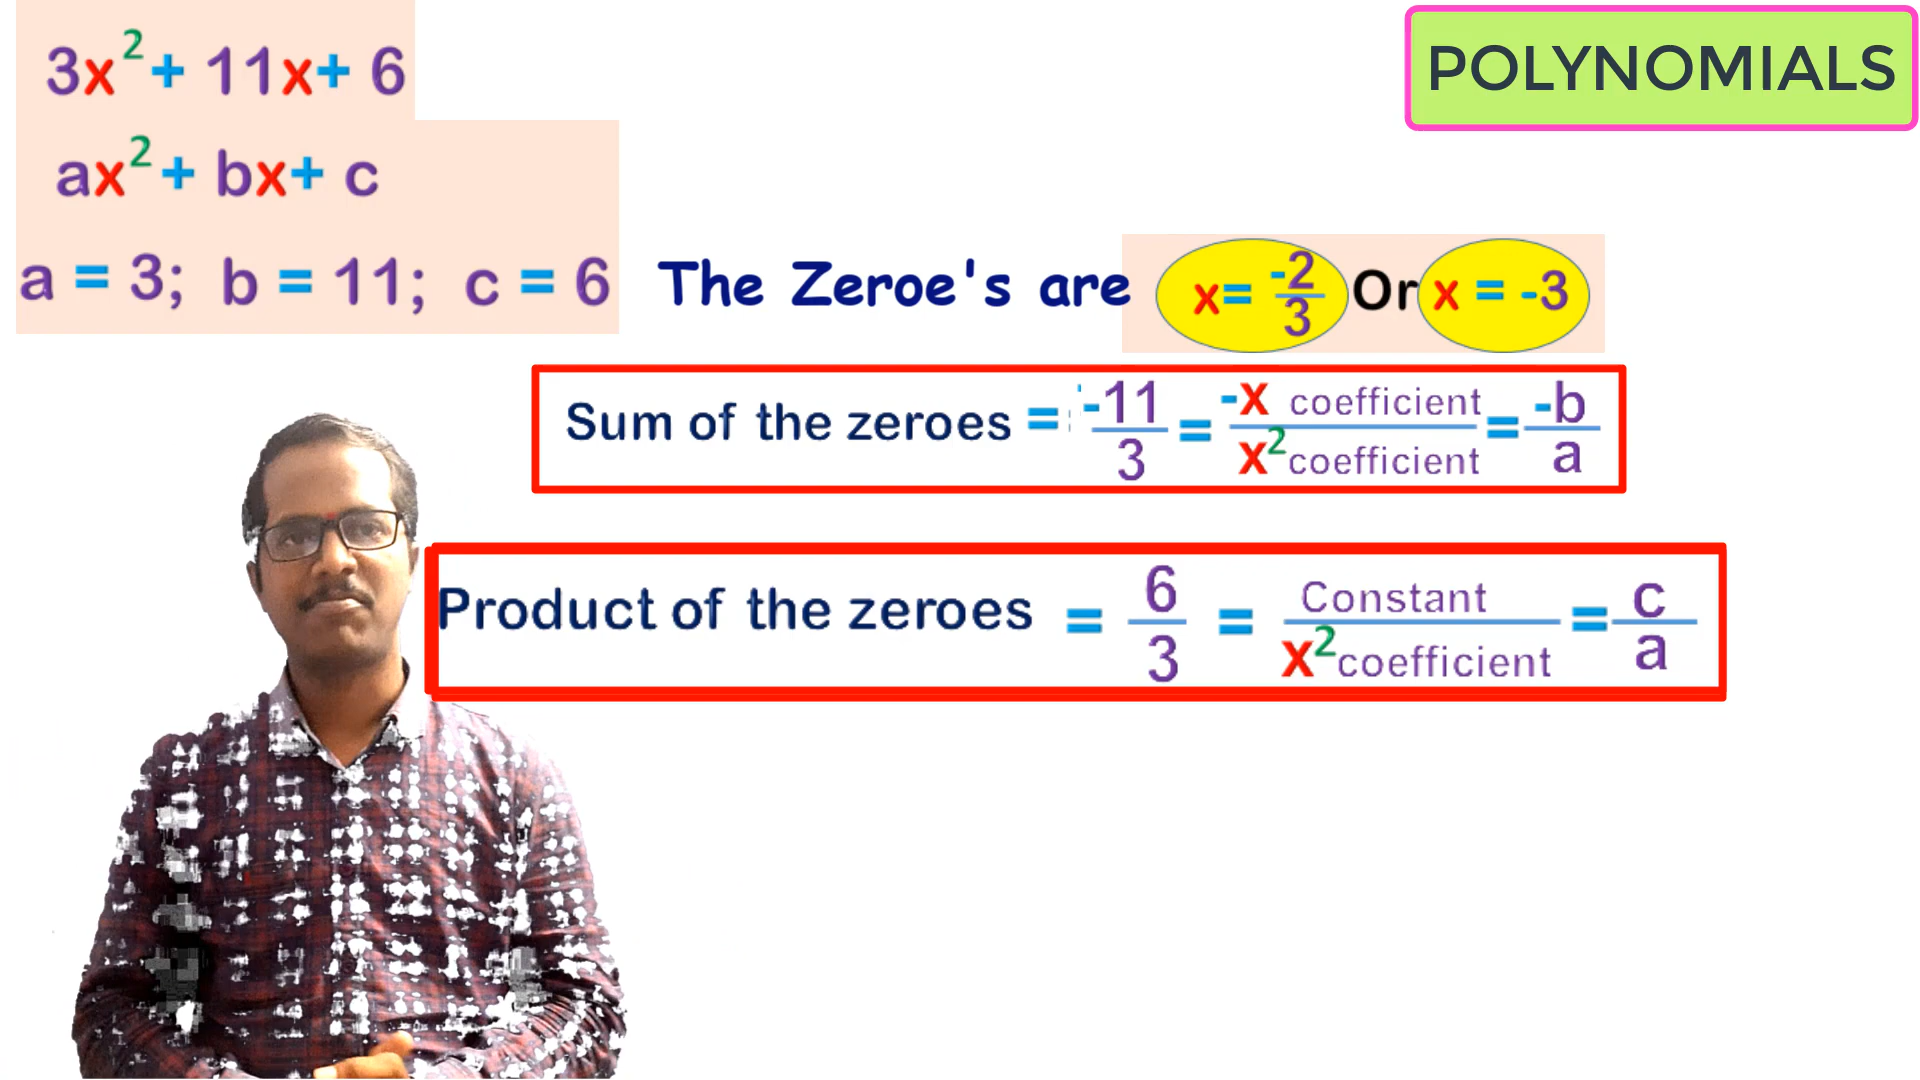 POLYNOMIALS
3x² + 11x + 6
ax² + bx + c
a = 3; b = 11; c = 6
The Zeroe's are x = -2/3 Or x = -3
Sum of the zeroes = -11/3 = -x coefficient/x² coefficient = -b/a
Product of the zeroes = 6/3 = Constant/x² coefficient = c/a